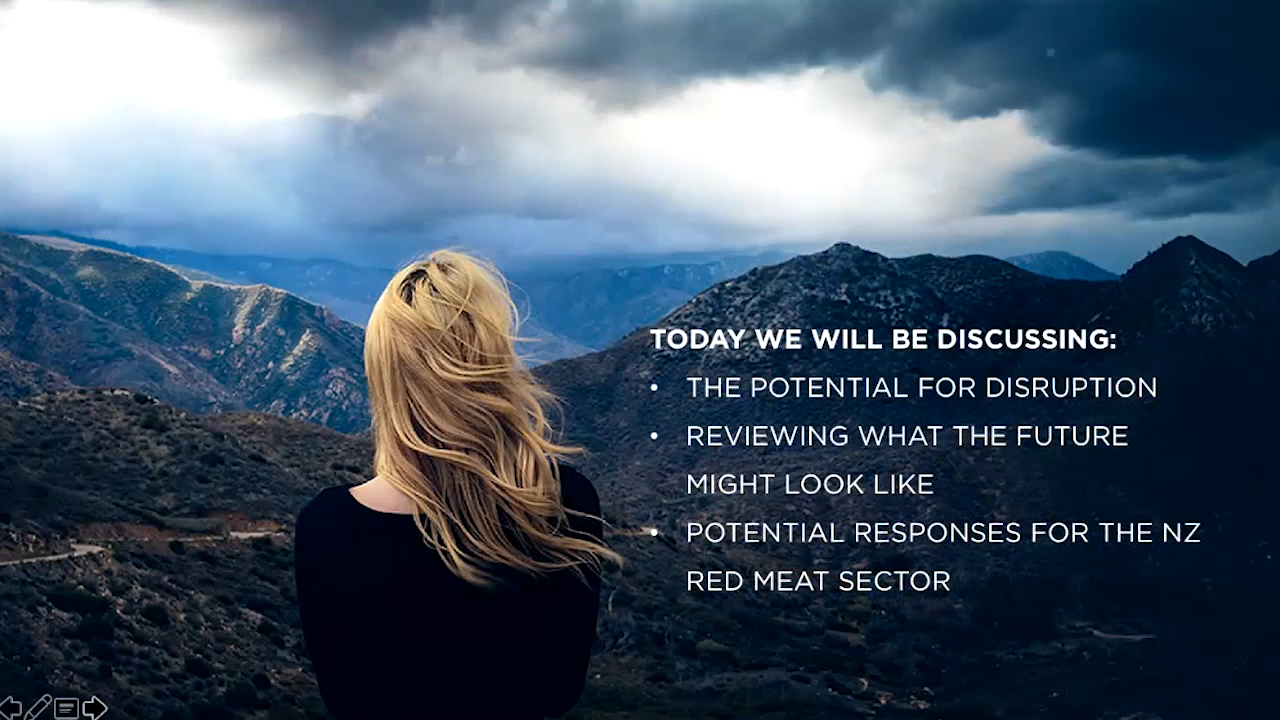 TODAY WE WILL BE DISCUSSING:
• THE POTENTIAL FOR DISRUPTION
• REVIEWING WHAT THE FUTURE
MIGHT LOOK LIKE
• POTENTIAL RESPONSES FOR THE NZ
RED MEAT SECTOR